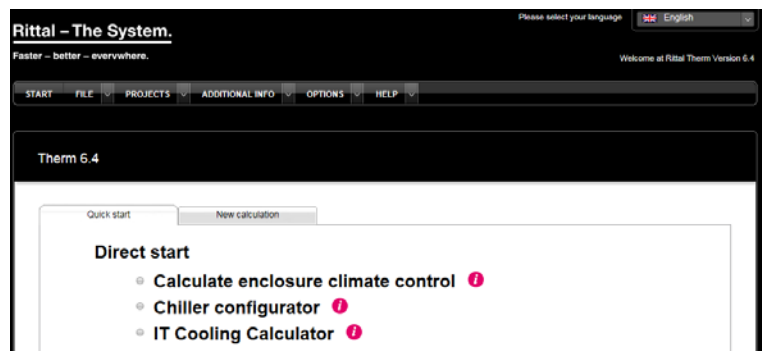 Please select your language English
Rittal – The System.
Faster – better – everywhere.
Welcome at Rittal Therm Version 6.4
START FILE PROJECTS ADDITIONAL INFO OPTIONS HELP
Therm 6.4
Quick start New calculation
Direct start
Calculate enclosure climate control i
Chiller configurator i
IT Cooling Calculator i